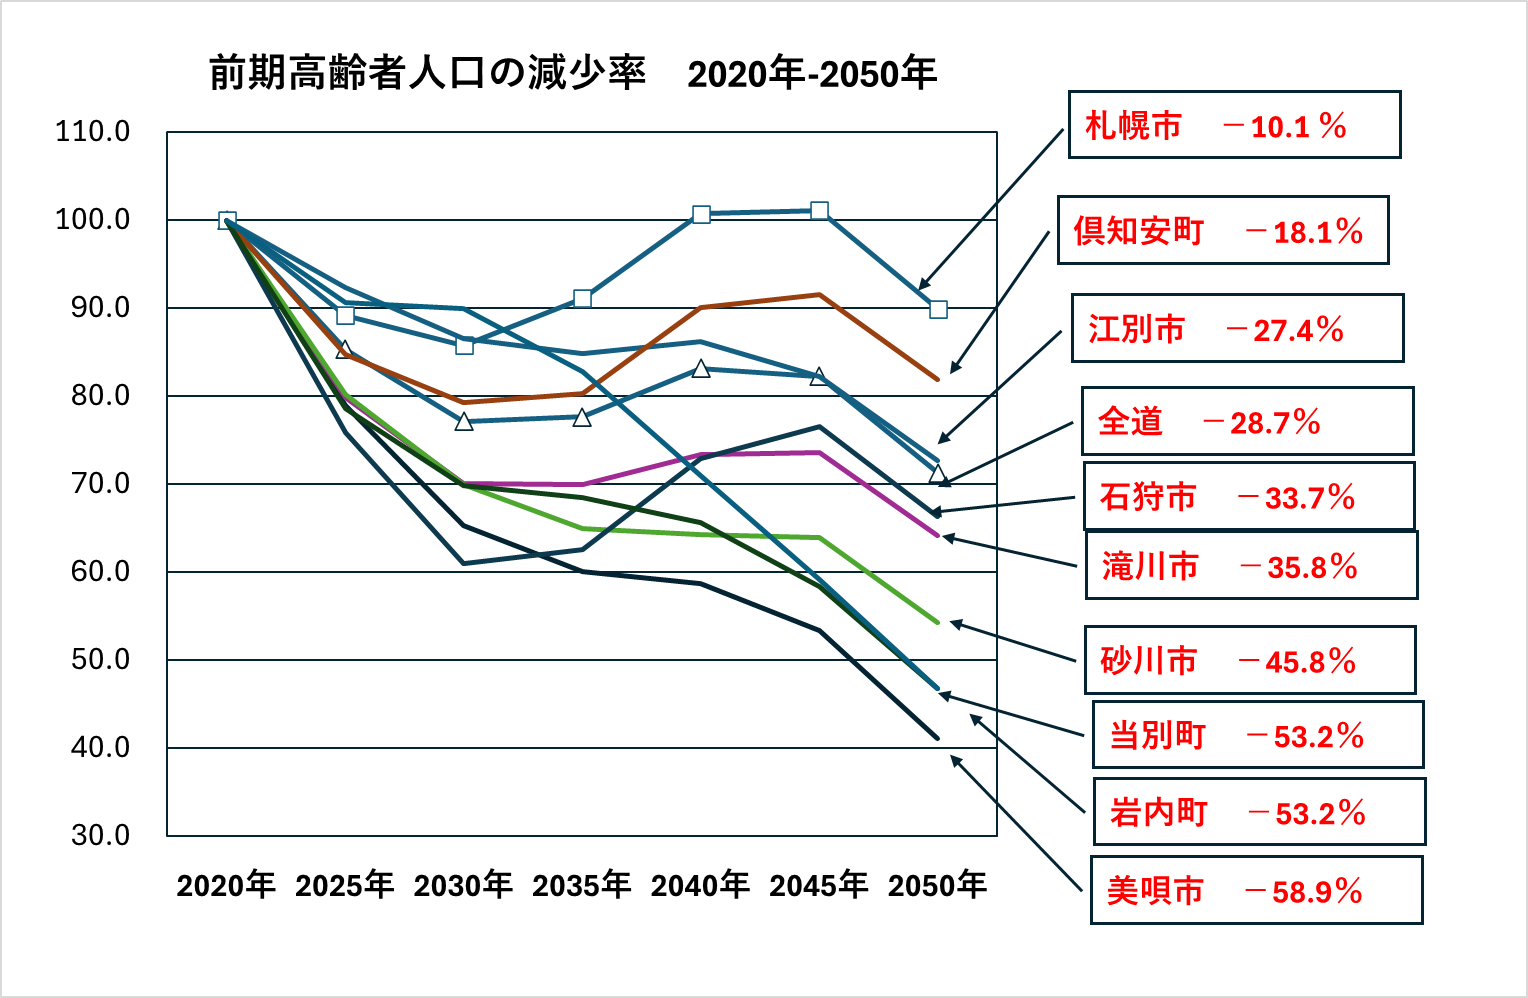 前期高齢者人口の減少率　2020年-2050年
110.0
100.0
90.0
80.0
70.0
60.0
50.0
40.0
30.0
2020年 2025年 2030年 2035年 2040年 2045年 2050年
札幌市　－10.1 %
倶知安町　－18.1%
江別市　－27.4%
全道　－28.7%
石狩市　－33.7%
滝川市　－35.8%
砂川市　－45.8%
当別町　－53.2%
岩内町　－53.2%
美唄市　－58.9%